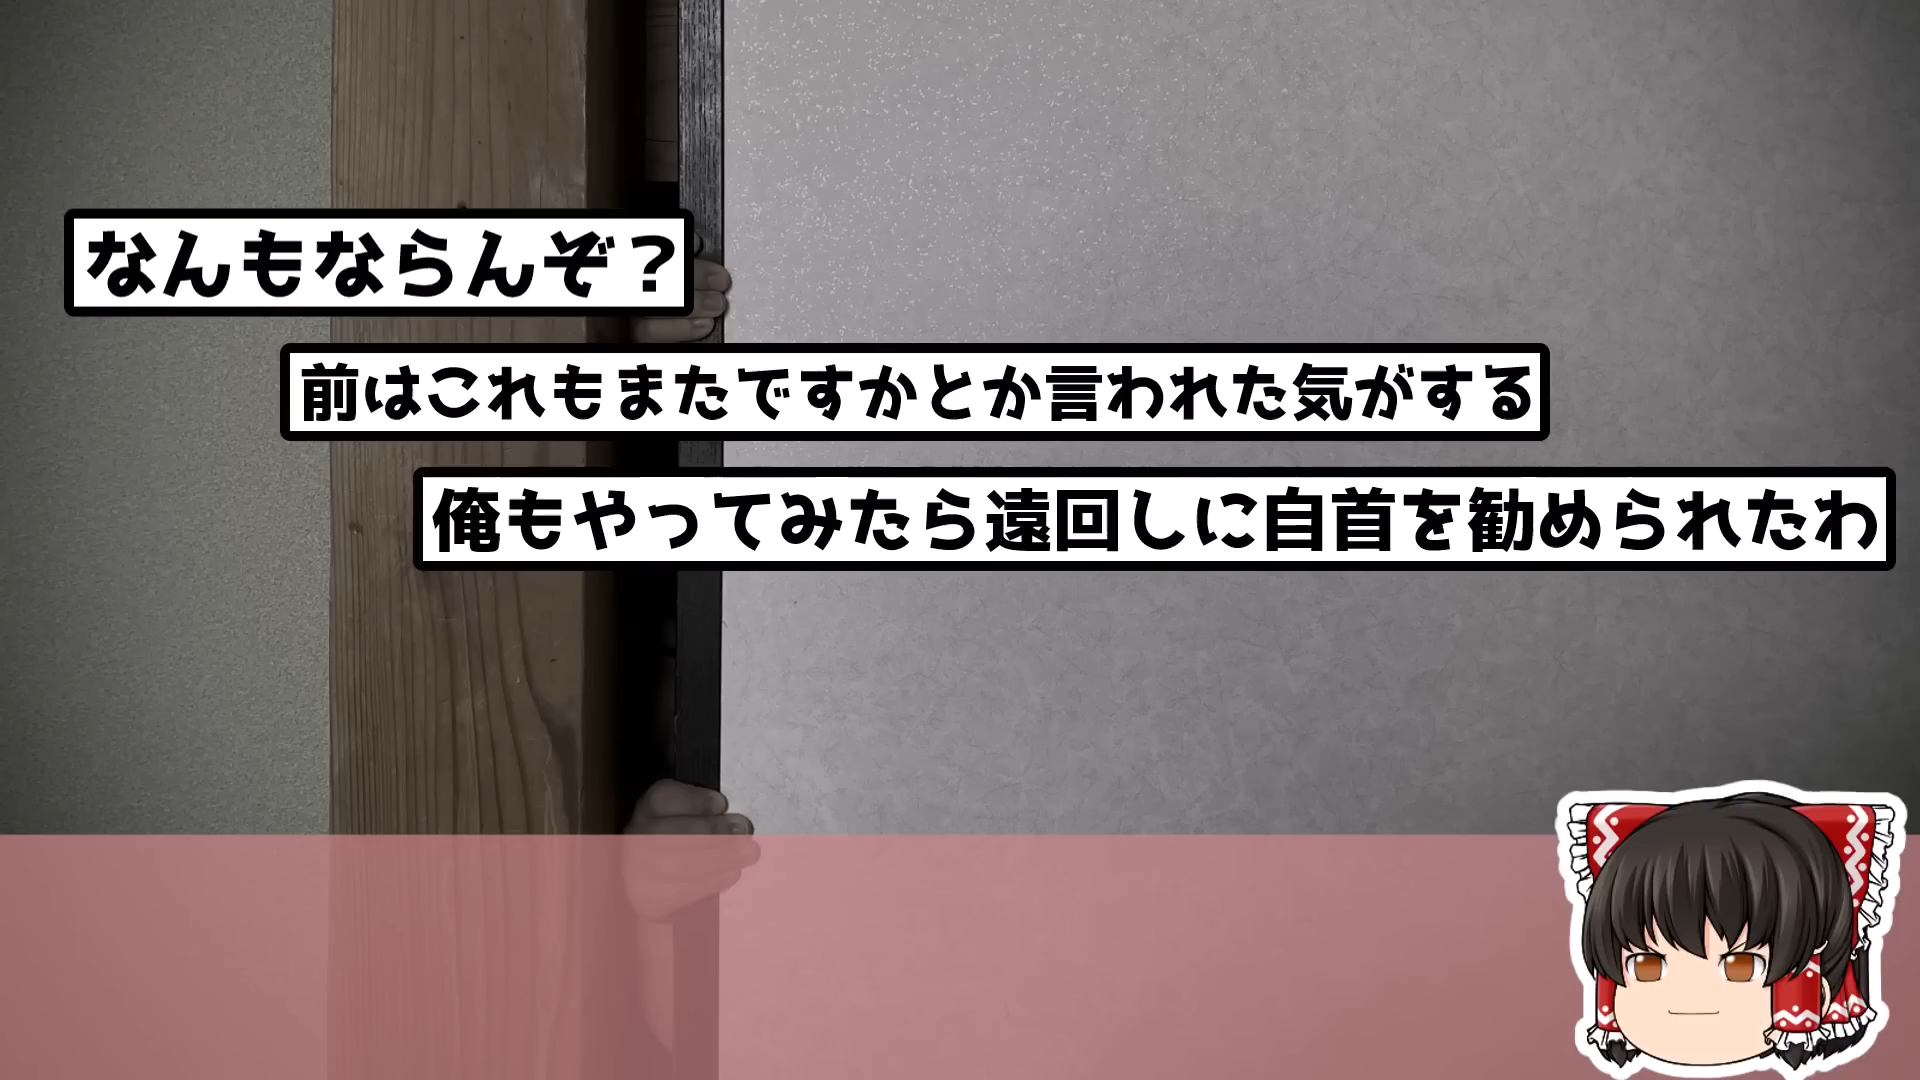 なんもならんぞ？
前はこれもまたですかとか言われた気がする
俺もやってみたら遠回しに自首を勧められたわ